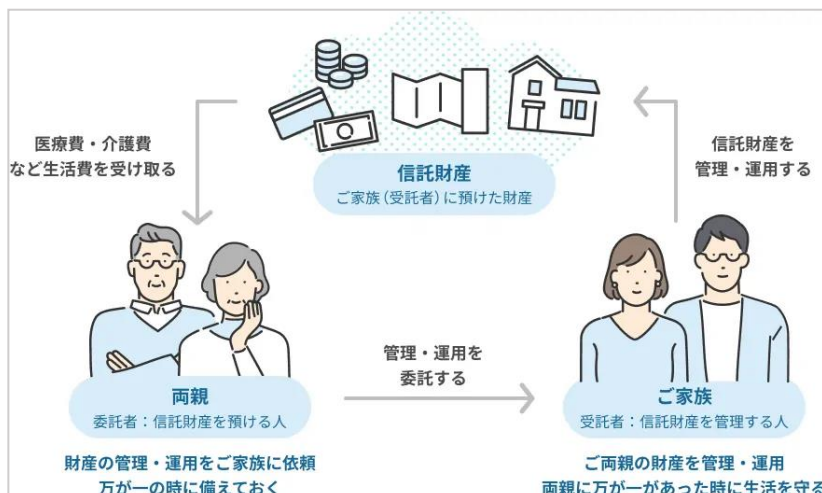 医療費・介護費
など生活費を受け取る
信託財産
ご家族（受託者）に預けた財産
信託財産を
管理・運用する
管理・運用を
委託する
両親
委託者：信託財産を預ける人
財産の管理・運用をご家族に依頼
万が一の時に備えておく
ご家族
受託者：信託財産を管理する人
ご両親の財産を管理・運用
両親に万が一があった時に生活を守る